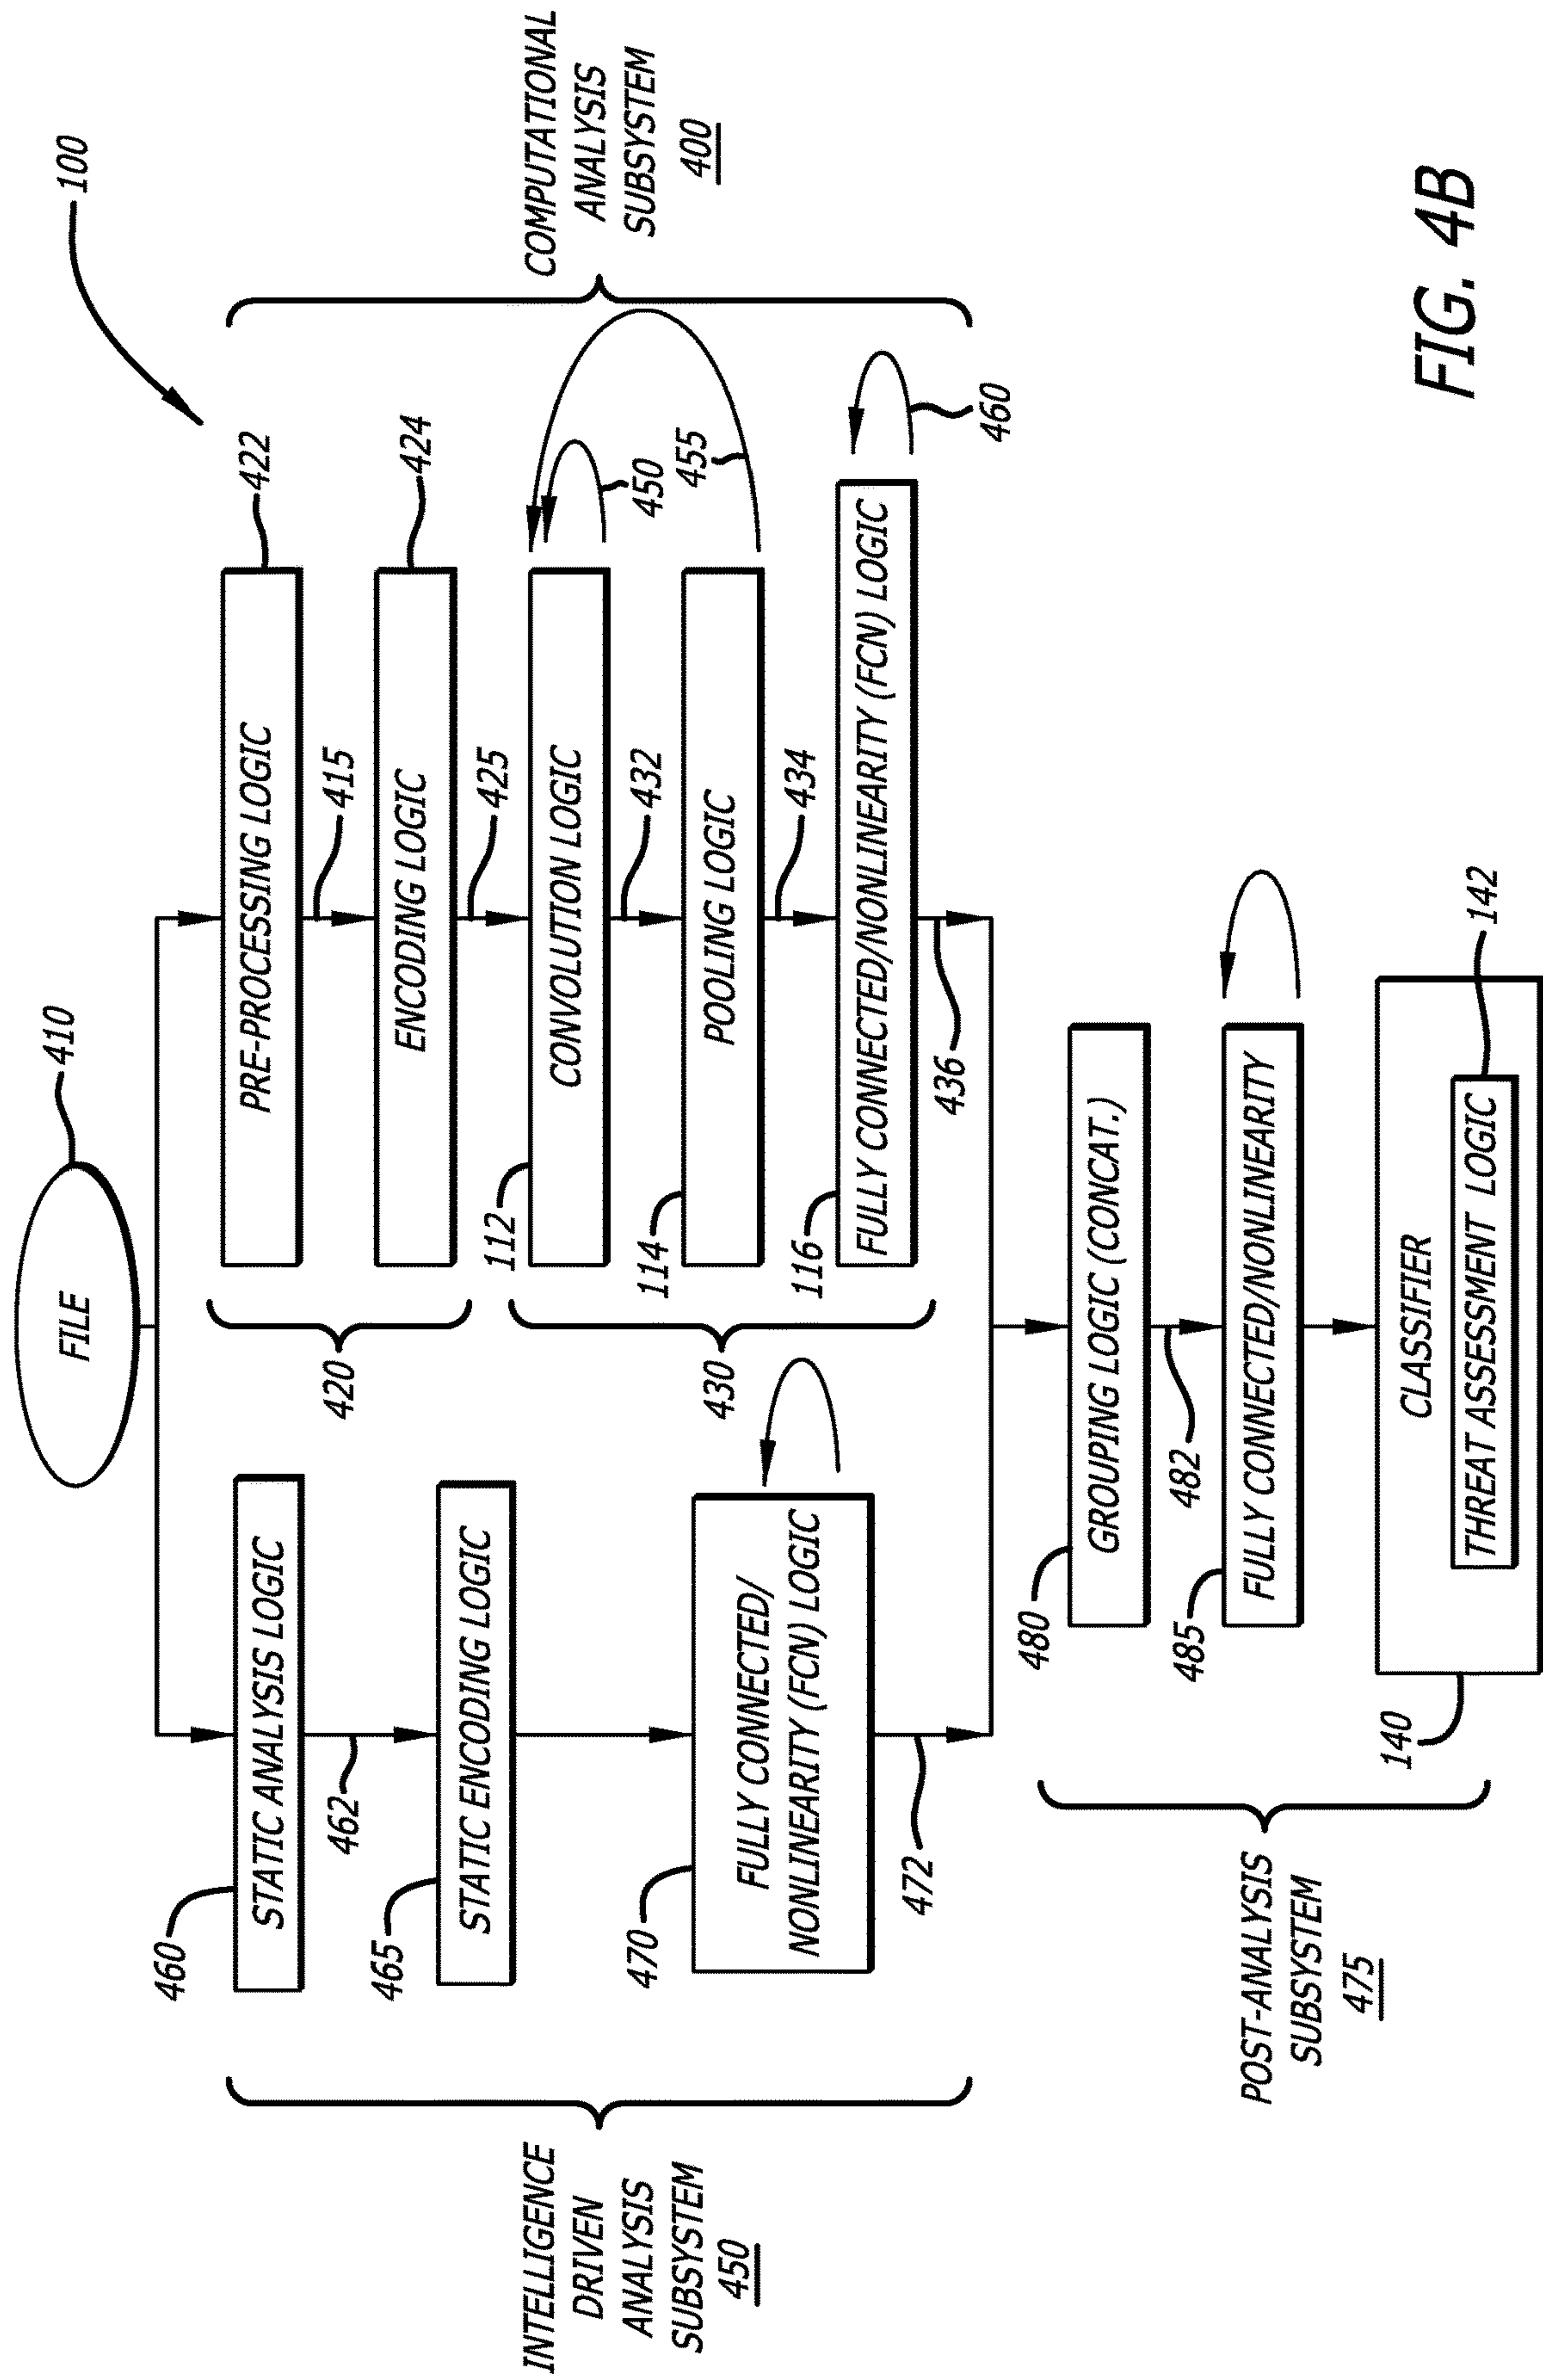 FILE
410
100
PRE-PROCESSING LOGIC
422
415
ENCODING LOGIC
424
425
420
CONVOLUTION LOGIC
112
450
432
POOLING LOGIC
114
455
434
FULLY CONNECTED/NONLINEARITY (FCN) LOGIC
116
460
436
430
COMPUTATIONAL
ANALYSIS
SUBSYSTEM
400
STATIC ANALYSIS LOGIC
460
462
STATIC ENCODING LOGIC
465
FULLY CONNECTED/
NONLINEARITY (FCN) LOGIC
470
472
INTELLIGENCE
DRIVEN
ANALYSIS
SUBSYSTEM
450
GROUPING LOGIC (CONCAT.)
480
482
FULLY CONNECTED/NONLINEARITY
485
CLASSIFIER
THREAT ASSESSMENT LOGIC
142
140
POST-ANALYSIS
SUBSYSTEM
475
FIG. 4B